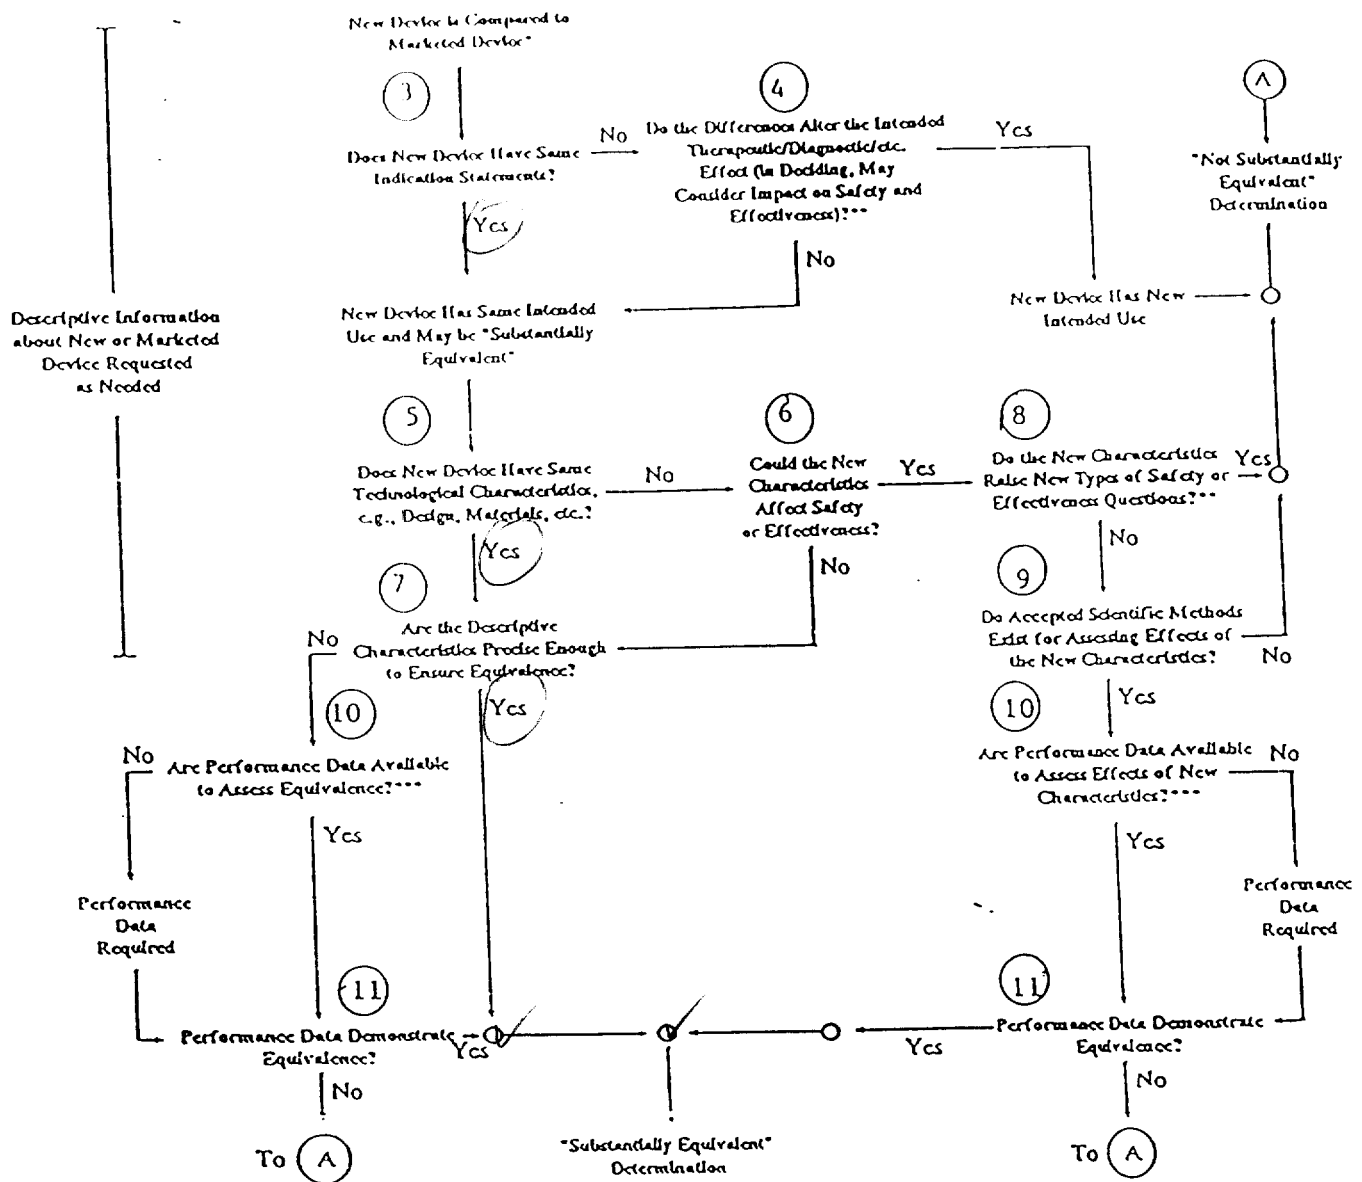 New Device is Compared to
Marketed Device*
3
Does New Device Have Same
Indication Statements?
No
4
Do the Differences Alter the Intended
Therapeutic/Diagnostic/etc.
Effect (in Deciding, May
Consider Impact on Safety and
Effectiveness)?**
Yes
A
"Not Substantially
Equivalent"
Determination
Yes
No
Descriptive Information
about New or Marketed
Device Requested
as Needed
New Device Has Same Intended
Use and May be "Substantially
Equivalent"
New Device Has New
Intended Use
5
Does New Device Have Same
Technological Characteristics,
e.g., Design, Materials, etc.?
No
6
Could the New
Characteristics
Affect Safety
or Effectiveness?
Yes
8
Do the New Characteristics
Raise New Types of Safety or
Effectiveness Questions?**
Yes
Yes
No
No
7
Are the Descriptive
Characteristics Precise Enough
to Ensure Equivalence?
No
9
Do Accepted Scientific Methods
Exist for Assessing Effects of
the New Characteristics?
No
Yes
Yes
10
Are Performance Data Available
to Assess Equivalence?***
No
Yes
10
Are Performance Data Available
to Assess Effects of New
Characteristics?***
No
Yes
Performance
Data
Required
Performance
Data
Required
11
Performance Data Demonstrate
Equivalence?
Yes
No
11
Performance Data Demonstrate
Equivalence?
Yes
No
To A
"Substantially Equivalent"
Determination
To A